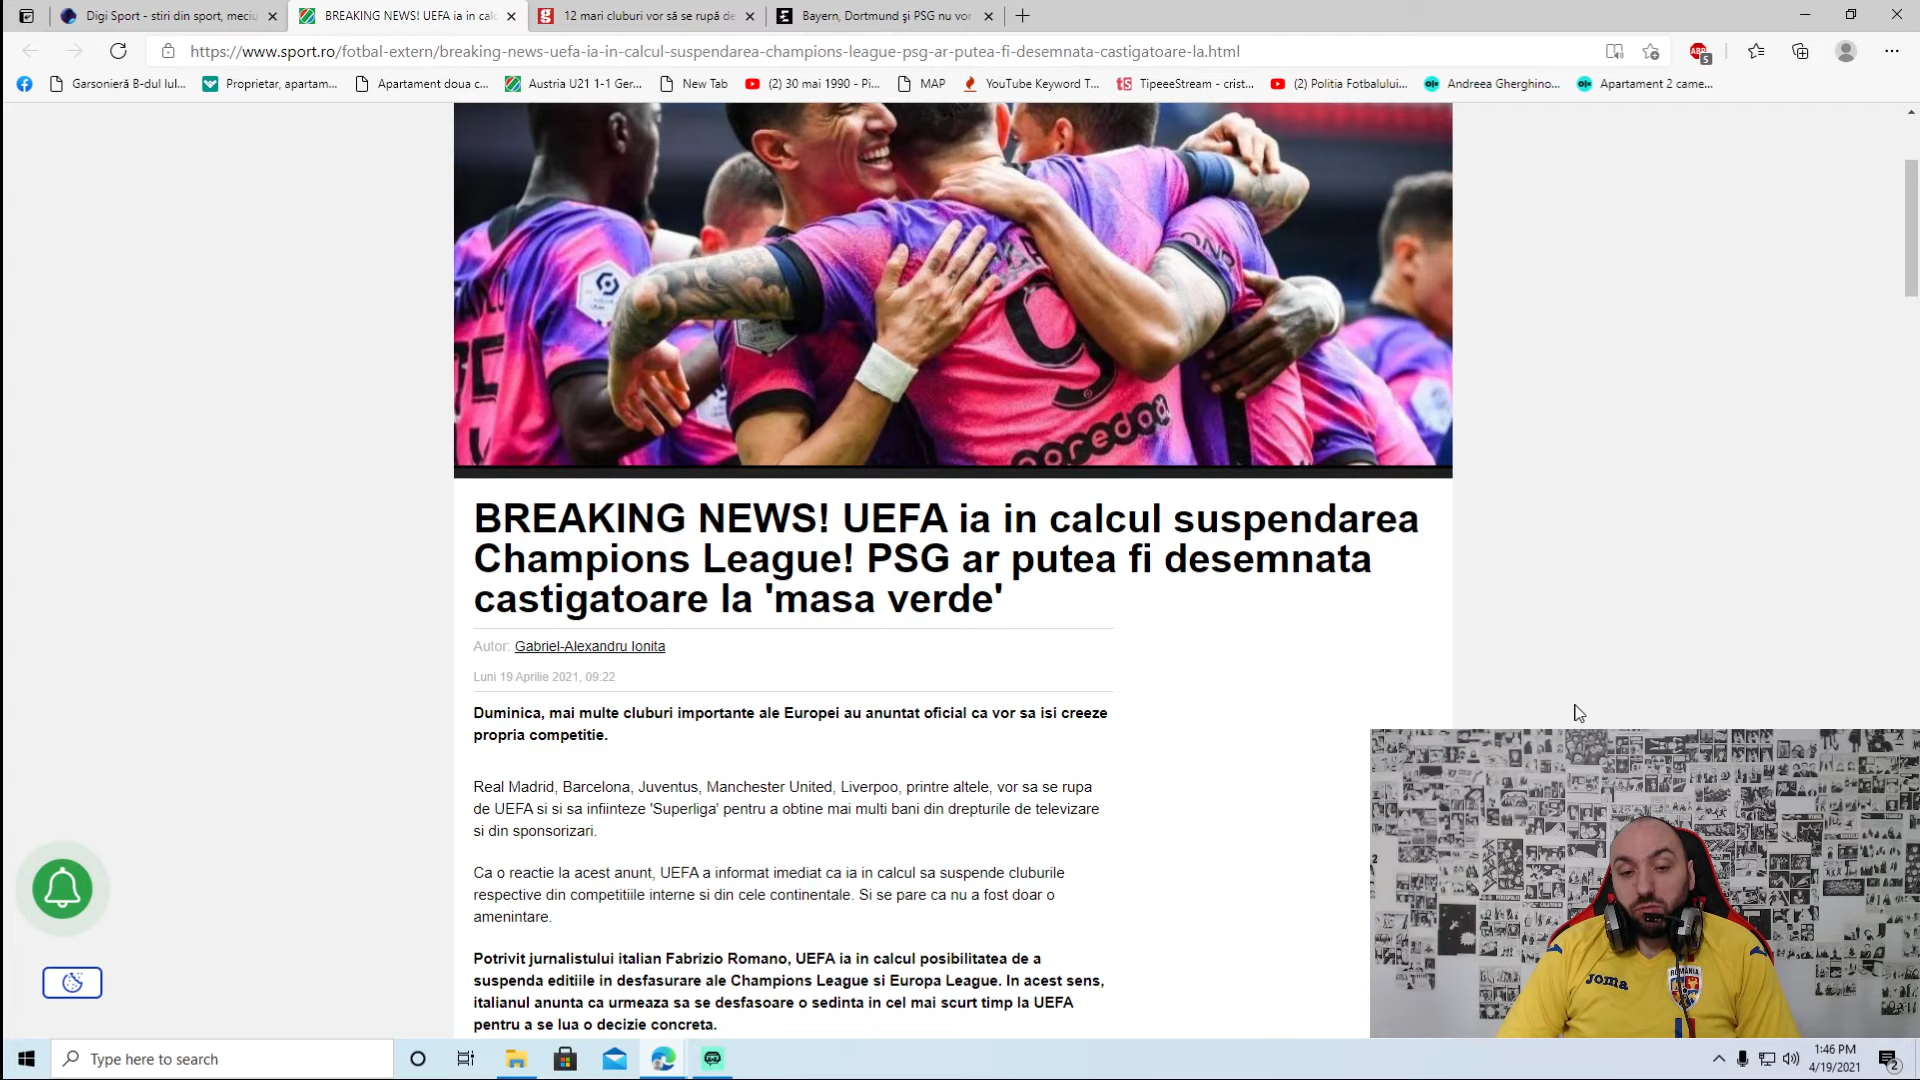 Digi Sport - stiri din sport, meciu
BREAKING NEWS! UEFA ia in calc
12 mari cluburi vor să se rupă de
Bayern, Dortmund și PSG nu vor
https://www.sport.ro/fotbal-extern/breaking-news-uefa-ia-in-calcul-suspendarea-champions-league-psg-ar-putea-fi-desemnata-castigatoare-la.html
ABP
5
Garsonieră B-dul Iul...
Proprietar, apartam...
Apartament doua c...
Austria U21 1-1 Ger...
New Tab
(2) 30 mai 1990 - Pi...
MAP
YouTube Keyword T...
TipeeeStream - crist...
(2) Politia Fotbalului...
Andreea Gherghino...
Apartament 2 came...
9
ooredoo
BREAKING NEWS! UEFA ia in calcul suspendarea
Champions League! PSG ar putea fi desemnata
castigatoare la 'masa verde'
Autor: Gabriel-Alexandru Ionita
Luni 19 Aprilie 2021, 09:22
Duminica, mai multe cluburi importante ale Europei au anuntat oficial ca vor sa isi creeze
propria competitie.
Real Madrid, Barcelona, Juventus, Manchester United, Liverpoo, printre altele, vor sa se rupa
de UEFA si si sa infiinteze 'Superliga' pentru a obtine mai multi bani din drepturile de televizare
si din sponsorizari.
Ca o reactie la acest anunt, UEFA a informat imediat ca ia in calcul sa suspende cluburile
respective din competitiile interne si din cele continentale. Si se pare ca nu a fost doar o
amenintare.
Potrivit jurnalistului italian Fabrizio Romano, UEFA ia in calcul posibilitatea de a
suspenda editiile in desfasurare ale Champions League si Europa League. In acest sens,
italianul anunta ca urmeaza sa se desfasoare o sedinta in cel mai scurt timp la UEFA
pentru a se lua o decizie concreta.
Joma
ROMÂNIA
Type here to search
1:46 PM
4/19/2021
2